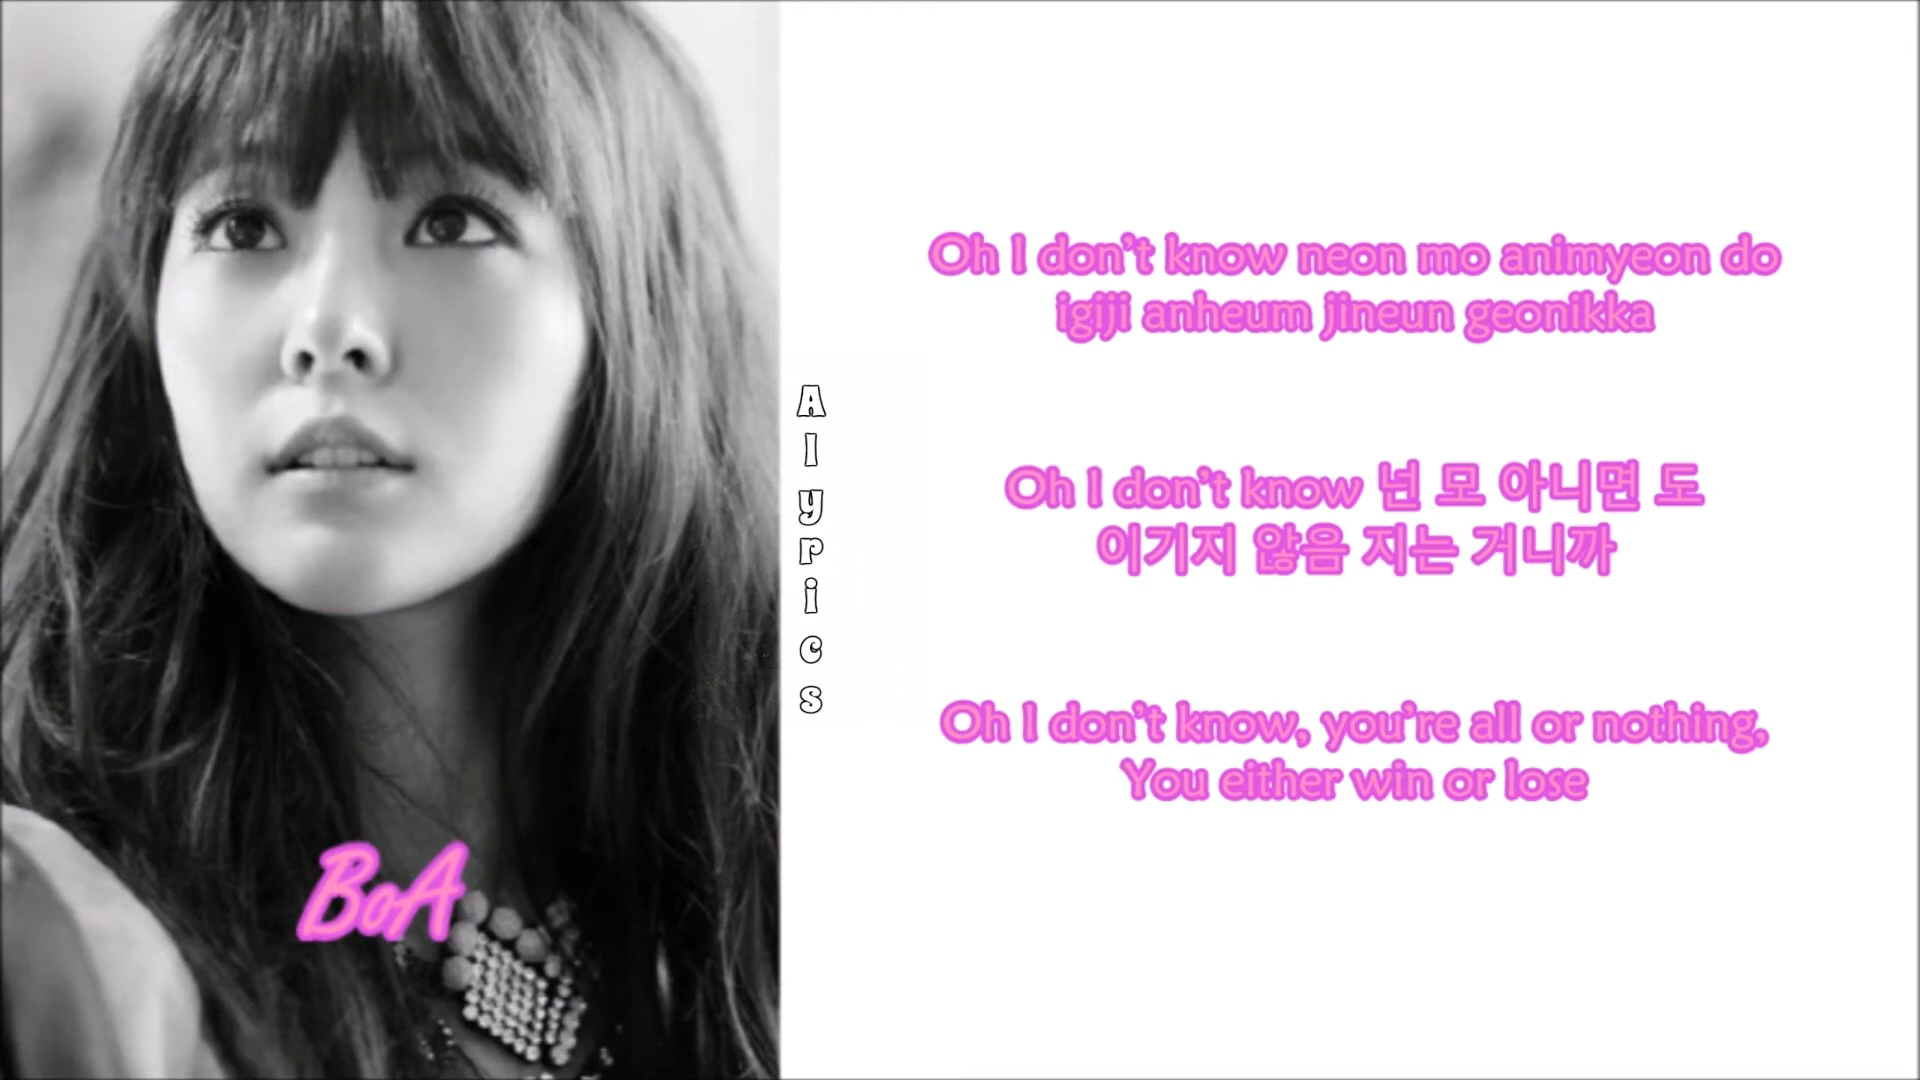 Oh I don't know neon mo animyeon do
igiji anheum jineun geonikka
Oh I don't know 넌 모 아니면 도
이기지 않음 지는 거니까
Oh I don't know, you're all or nothing,
You either win or lose
Alypics
BoA